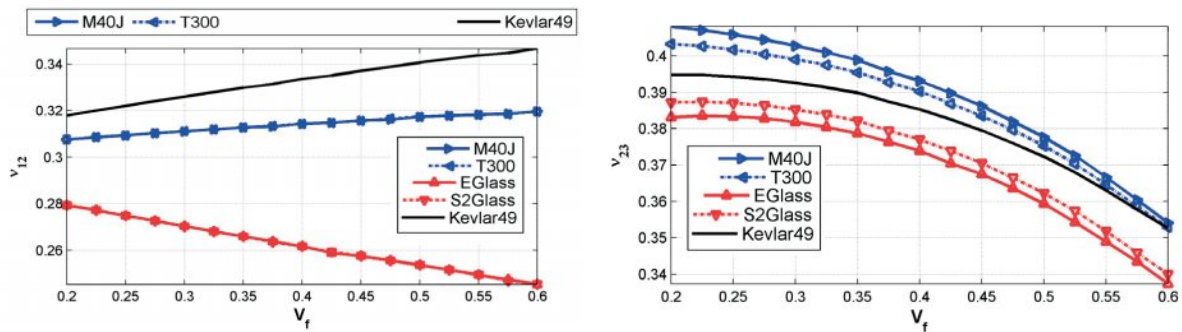 M40J T300 Kevlar49
0.34
0.32
0.3
0.28
0.26
ν12
M40J
T300
EGlass
S2Glass
Kevlar49
0.2 0.25 0.3 0.35 0.4 0.45 0.5 0.55 0.6
Vf
0.4
0.39
0.38
0.37
0.36
0.35
0.34
ν23
M40J
T300
EGlass
S2Glass
Kevlar49
0.2 0.25 0.3 0.35 0.4 0.45 0.5 0.55 0.6
Vf